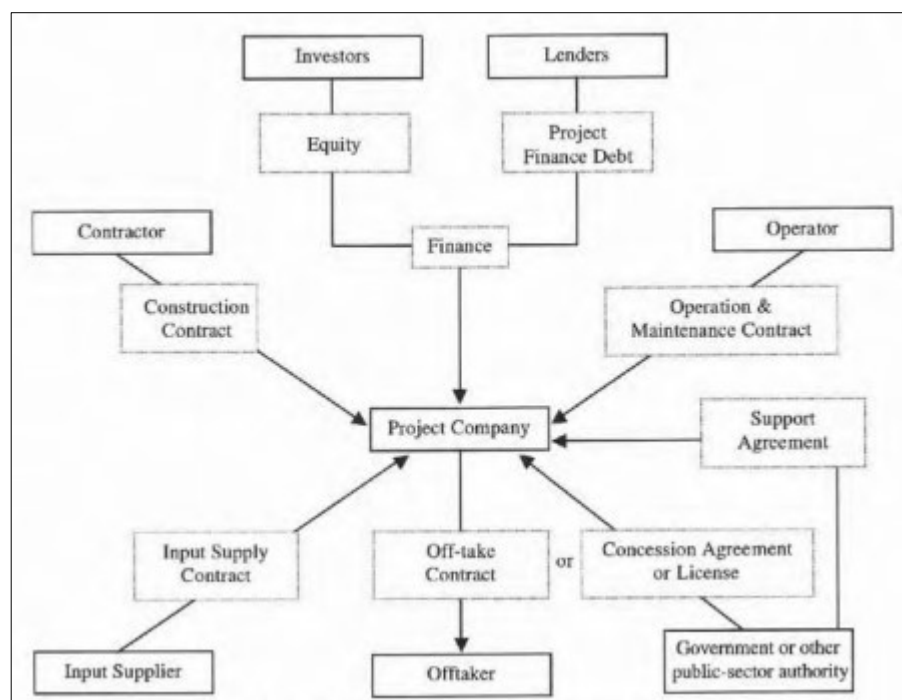 Investors
Lenders
Equity
Project
Finance Debt
Contractor
Finance
Operator
Construction
Contract
Operation &
Maintenance Contract
Project Company
Support
Agreement
Input Supply
Contract
Off-take
Contract
or
Concession Agreement
or License
Input Supplier
Offtaker
Government or other
public-sector authority